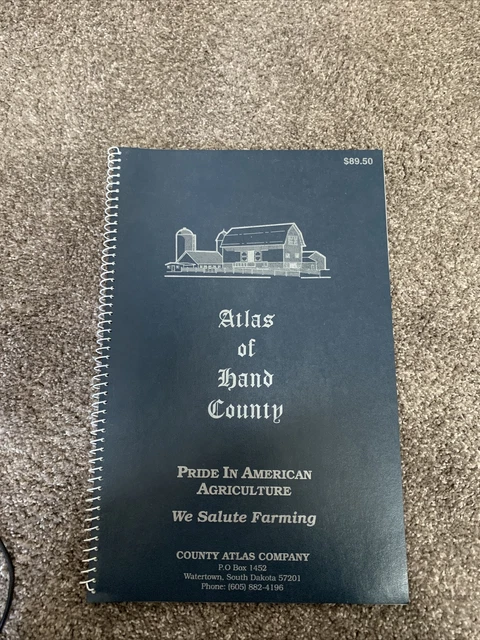 $89.50
Atlas
of
Hand
County
PRIDE IN AMERICAN
AGRICULTURE
We Salute Farming
COUNTY ATLAS COMPANY
P.O Box 1452
Watertown, South Dakota 57201
Phone: (605) 882-4196